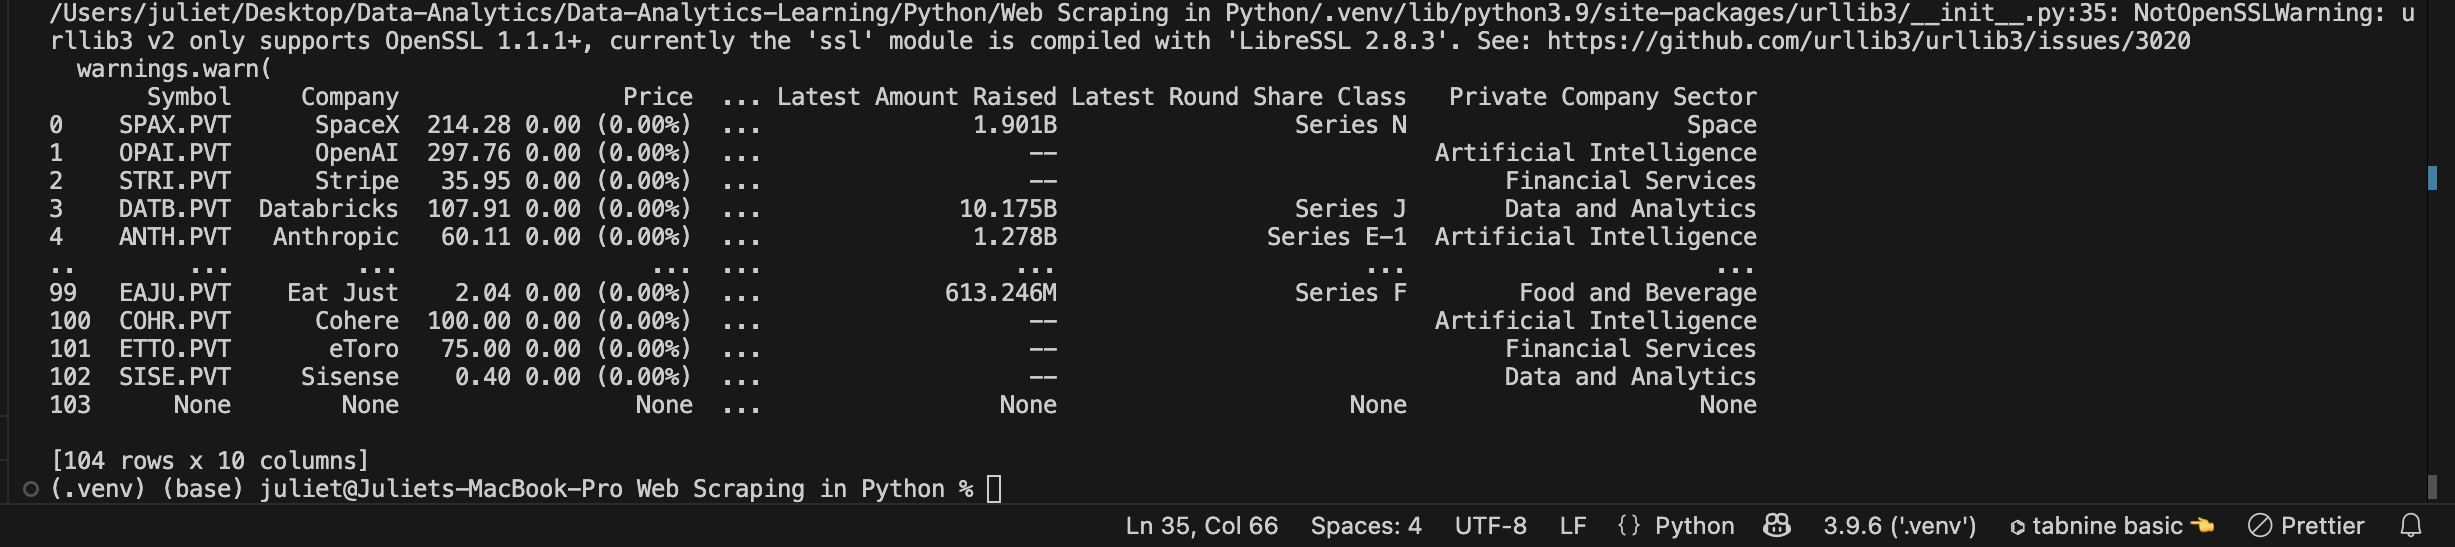 /Users/juliet/Desktop/Data-Analytics/Data-Analytics-Learning/Python/Web Scraping in Python/.venv/lib/python3.9/site-packages/urllib3/__init__.py:35: NotOpenSSLWarning: u
rllib3 v2 only supports OpenSSL 1.1.1+, currently the 'ssl' module is compiled with 'LibreSSL 2.8.3'. See: https://github.com/urllib3/urllib3/issues/3020
  warnings.warn(
       Symbol     Company                Price  ... Latest Amount Raised Latest Round Share Class   Private Company Sector
0    SPAX.PVT      SpaceX  214.28 0.00 (0.00%)  ...               1.901B                 Series N                    Space
1    OPAI.PVT      OpenAI  297.76 0.00 (0.00%)  ...                   --                           Artificial Intelligence
2    STRI.PVT      Stripe   35.95 0.00 (0.00%)  ...                   --                                Financial Services
3    DATB.PVT  Databricks  107.91 0.00 (0.00%)  ...              10.175B                 Series J       Data and Analytics
4    ANTH.PVT   Anthropic   60.11 0.00 (0.00%)  ...               1.278B               Series E-1  Artificial Intelligence
..        ...         ...                  ...  ...                  ...                      ...                      ...
99   EAJU.PVT    Eat Just    2.04 0.00 (0.00%)  ...             613.246M                 Series F        Food and Beverage
100  COHR.PVT      Cohere  100.00 0.00 (0.00%)  ...                   --                           Artificial Intelligence
101  ETTO.PVT       eToro   75.00 0.00 (0.00%)  ...                   --                                Financial Services
102  SISE.PVT     Sisense    0.40 0.00 (0.00%)  ...                   --                                Data and Analytics
103      None        None                 None  ...                 None                     None                     None
[104 rows x 10 columns]
(.venv) (base) juliet@Juliets-MacBook-Pro Web Scraping in Python %
Ln 35, Col 66 Spaces: 4 UTF-8 LF {} Python 3.9.6 ('.venv') tabnine basic Prettier